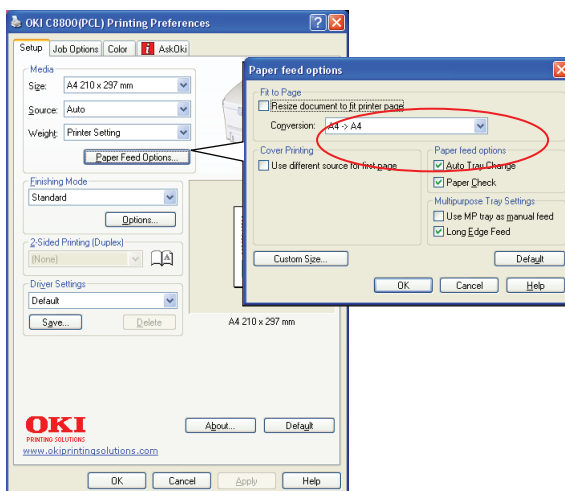 OKI C8800(PCL) Printing Preferences
Setup Job Options Color i AskOki
Media
Size: A4 210 x 297 mm
Source: Auto
Weight: Printer Setting
Paper Feed Options...
Finishing Mode
Standard
Options...
2-Sided Printing (Duplex)
(None)
Driver Settings
Default
Save... Delete
A4 210 x 297 mm
OKI
PRINTING SOLUTIONS
www.okiprintingsolutions.com
About... Default
OK Cancel Apply Help
Paper feed options
Fit to Page
Resize document to fit printer page
Conversion: A4 -> A4
Cover Printing
Use different source for first page
Paper feed options
Auto Tray Change
Paper Check
Multipurpose Tray Settings
Use MP tray as manual feed
Long Edge Feed
Custom Size... Default
OK Cancel Help